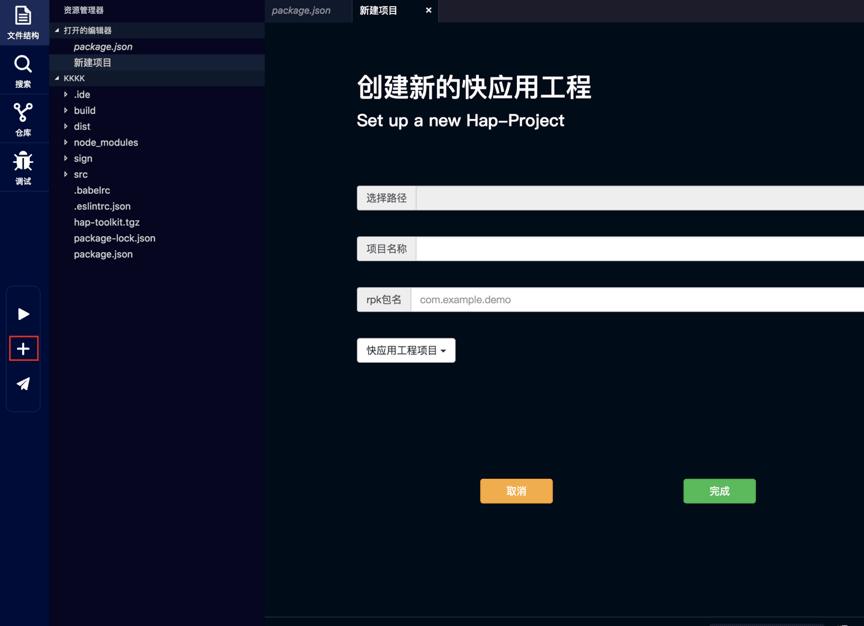 文件结构
搜索
仓库
调试
资源管理器
打开的编辑器
package.json
新建项目
KKKK
.ide
build
dist
node_modules
sign
src
.babelrc
.eslintrc.json
hap-toolkit.tgz
package-lock.json
package.json
package.json
新建项目
创建新的快应用工程
Set up a new Hap-Project
选择路径
项目名称
rpk包名 com.example.demo
快应用工程项目
取消
完成